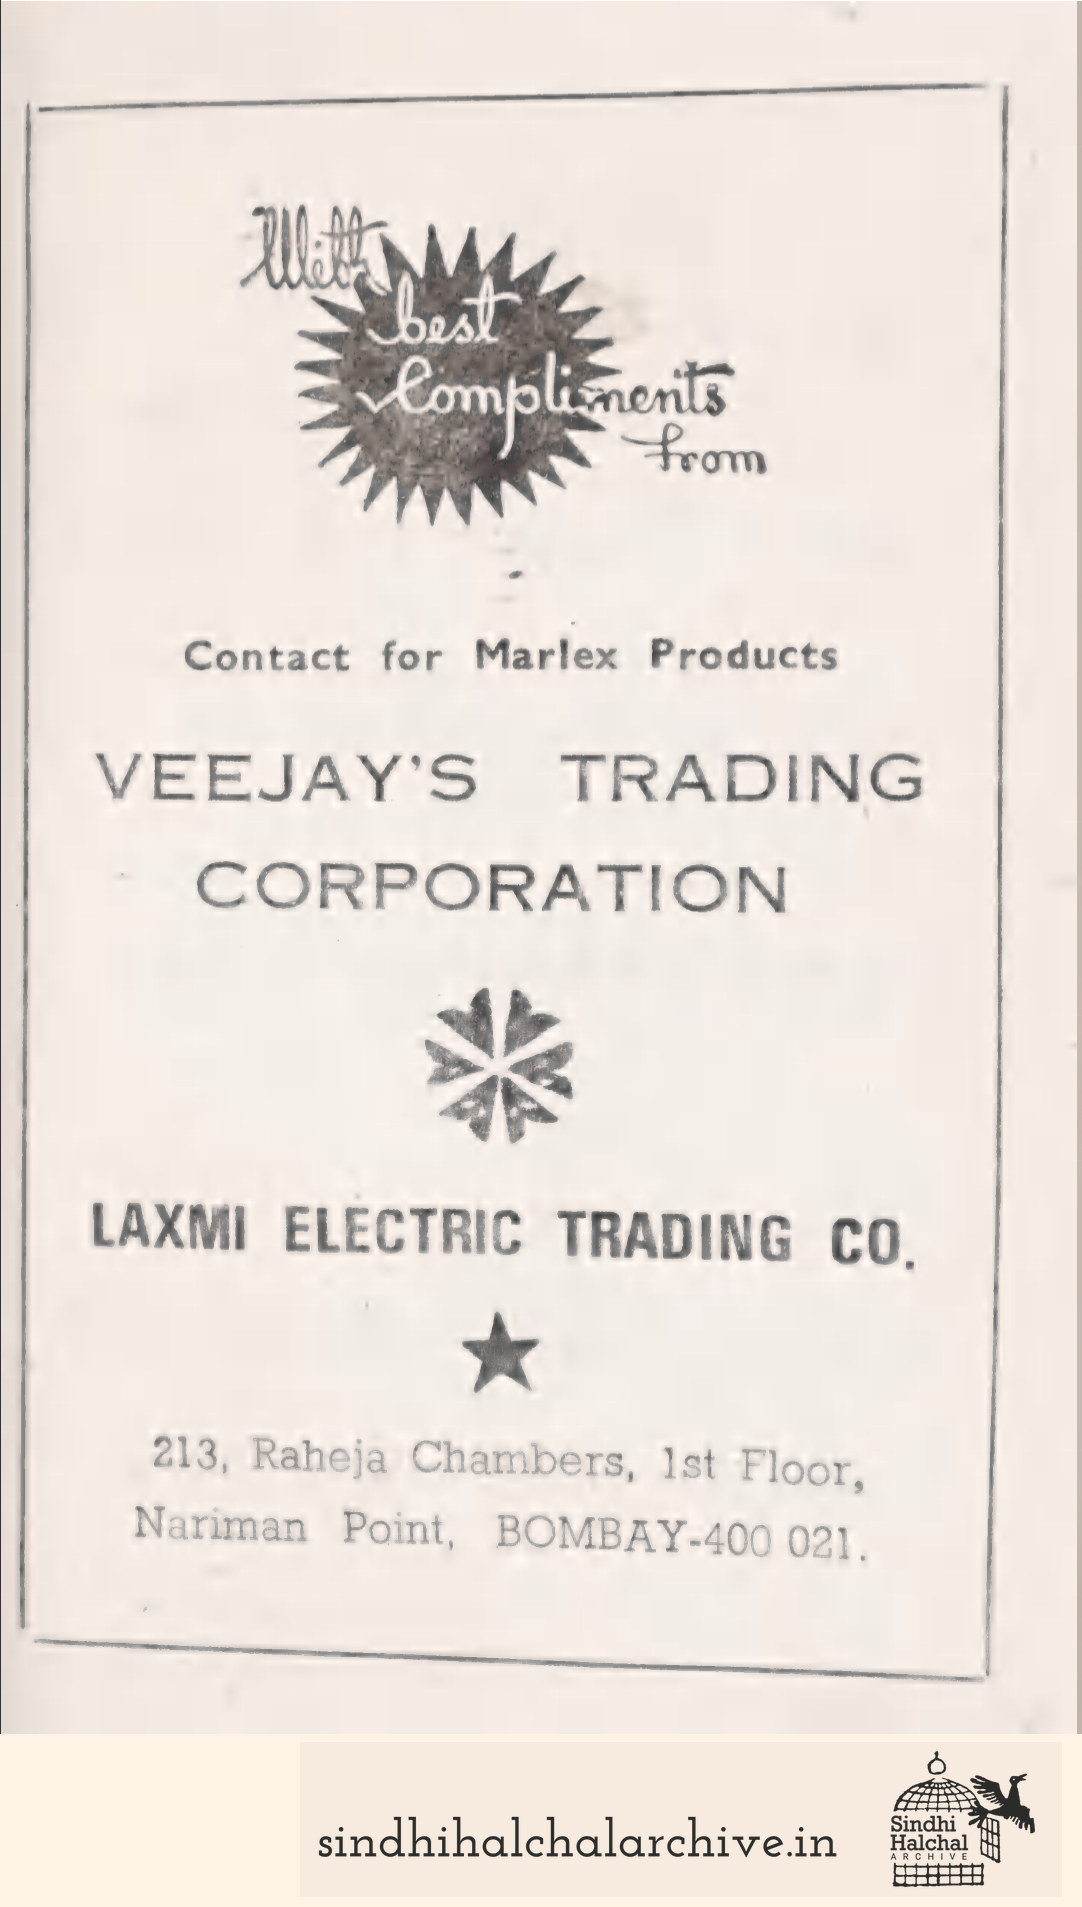 With
best
Compliments
from
Contact for Marlex Products
VEEJAY'S TRADING
CORPORATION
LAXMI ELECTRIC TRADING CO.
213, Raheja Chambers, 1st Floor,
Nariman Point, BOMBAY-400 021.
sindhihalchalarchive.in
Sindhi
Halchal
ARCHIVE